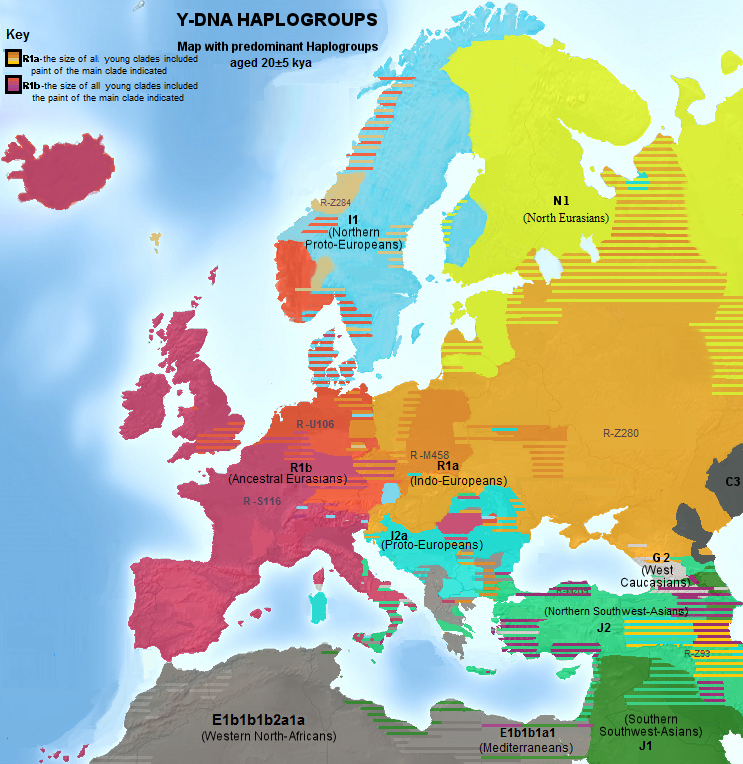 Y-DNA HAPLOGROUPS
Map with predominant Haplogroups
aged 20±5 kya
Key
R1a-the size of all young clades included
paint of the main clade indicated
R1b-the size of all young clades included
the paint of the main clade indicated
R-Z284
I1
(Northern
Proto-Europeans)
N1
(North Eurasians)
R-U106
R-Z280
R-M458
R1b
(Ancestral Eurasians)
R1a
(Indo-Europeans)
R-S116
C3
I2a
(Proto-Europeans)
G2
(West
Caucasians)
(Northern Southwest-Asians)
J2
R-Z93
E1b1b1b2a1a
(Western North-Africans)
E1b1b1a1
(Mediterraneans)
(Southern
Southwest-Asians)
J1